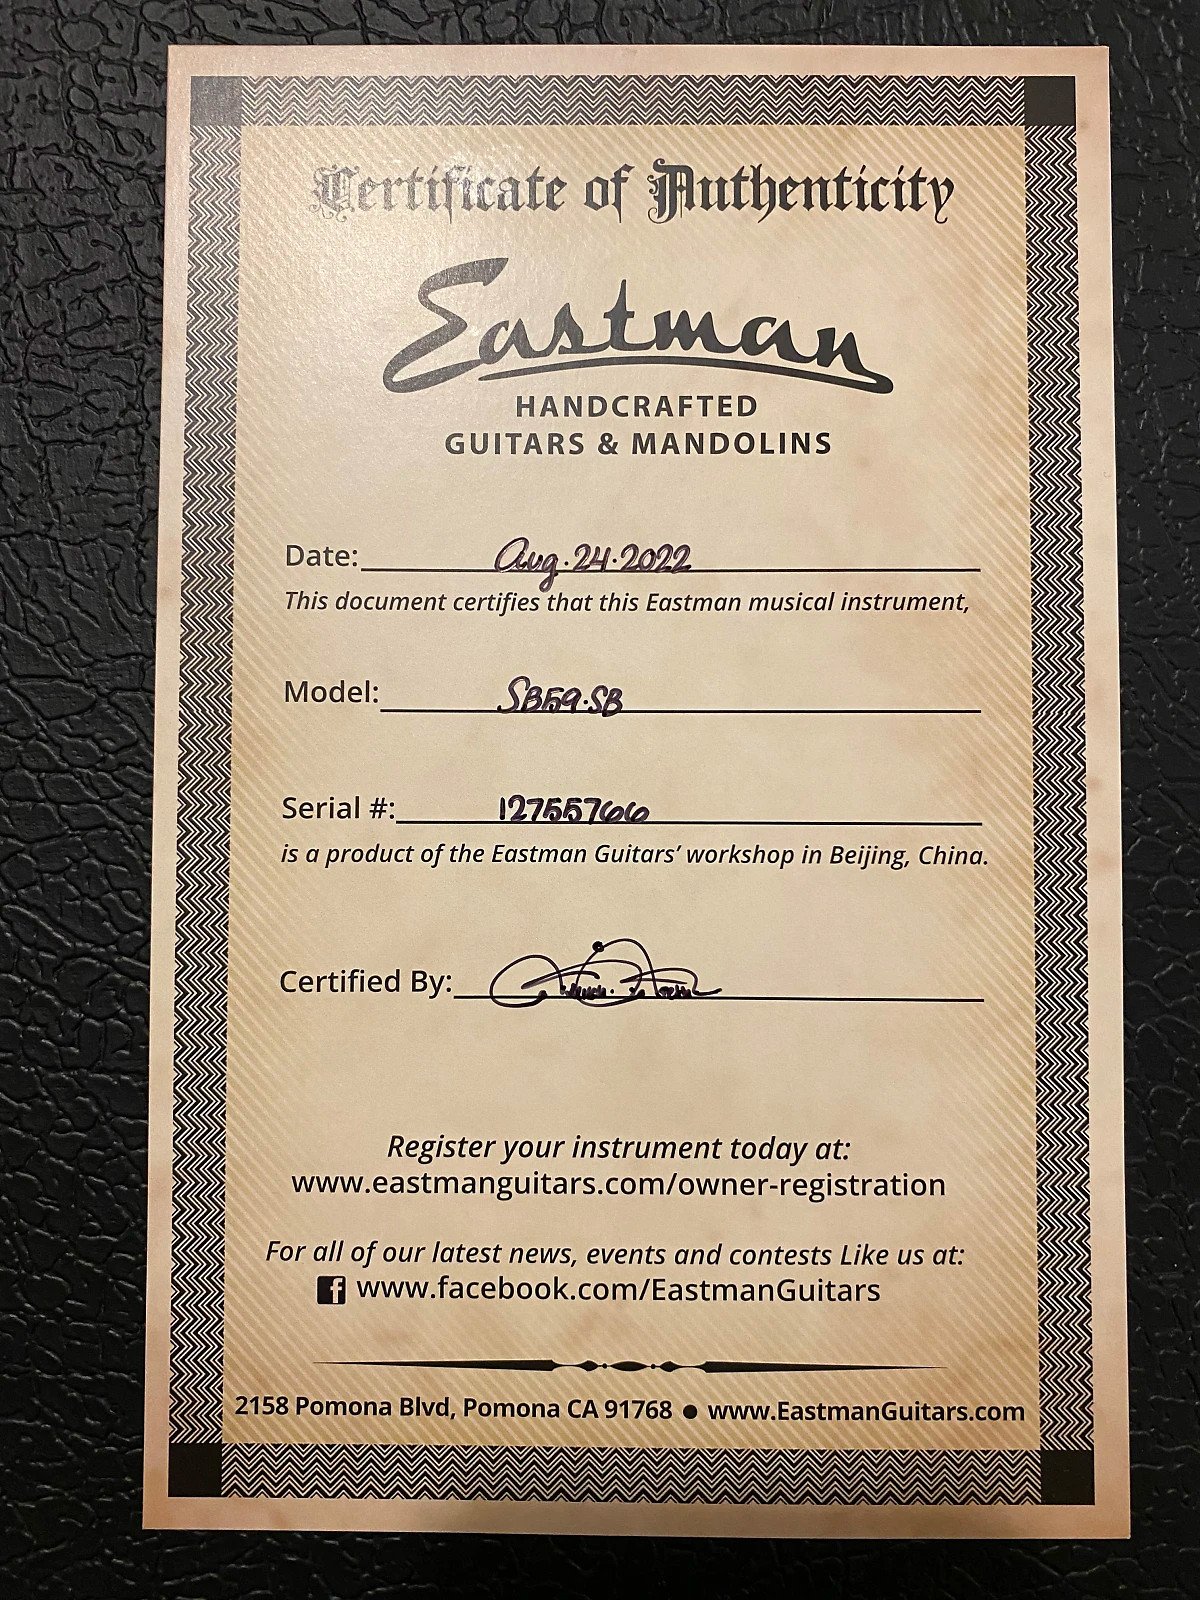 Certificate of Authenticity
Eastman
HANDCRAFTED
GUITARS & MANDOLINS
Date: Aug.24.2022
This document certifies that this Eastman musical instrument,
Model: SB59.SB
Serial #: 12755766
is a product of the Eastman Guitars’ workshop in Beijing, China.
Certified By:
Register your instrument today at:
www.eastmanguitars.com/owner-registration
For all of our latest news, events and contests Like us at:
f www.facebook.com/EastmanGuitars
2158 Pomona Blvd, Pomona CA 91768 ● www.EastmanGuitars.com